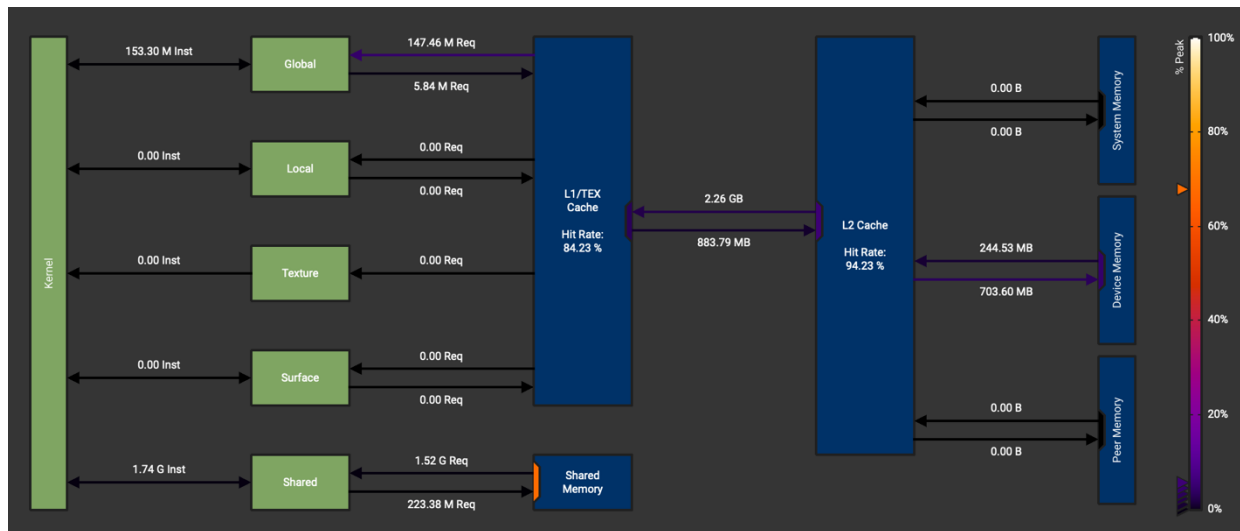 Kernel
153.30 M Inst
Global
147.46 M Req
5.84 M Req
0.00 Inst
Local
0.00 Req
0.00 Req
0.00 Inst
Texture
0.00 Req
0.00 Inst
Surface
0.00 Req
0.00 Req
1.74 G Inst
Shared
1.52 G Req
223.38 M Req
L1/TEX
Cache
Hit Rate:
84.23 %
Shared
Memory
2.26 GB
883.79 MB
L2 Cache
Hit Rate:
94.23 %
0.00 B
0.00 B
System Memory
244.53 MB
703.60 MB
Device Memory
0.00 B
0.00 B
Peer Memory
% Peak
100%
80%
60%
40%
20%
0%